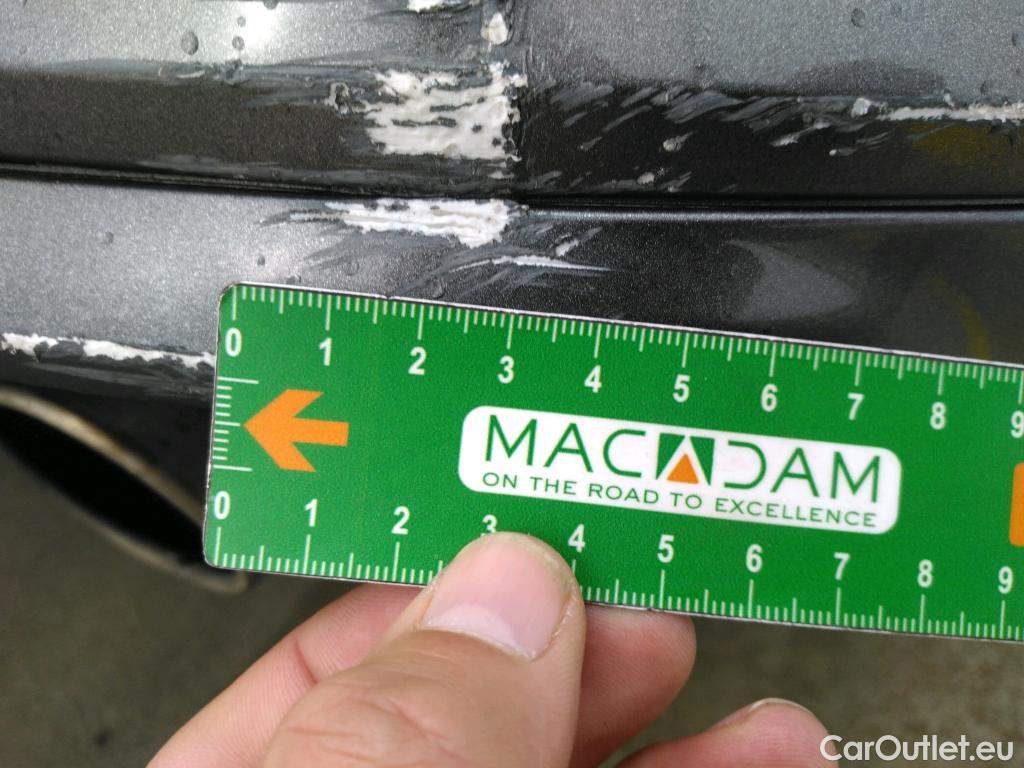 0 1 2 3 4 5 6 7 8 9
MACADAM
ON THE ROAD TO EXCELLENCE
0 1 2 3 4 5 6 7 8 9
CarOutlet.eu